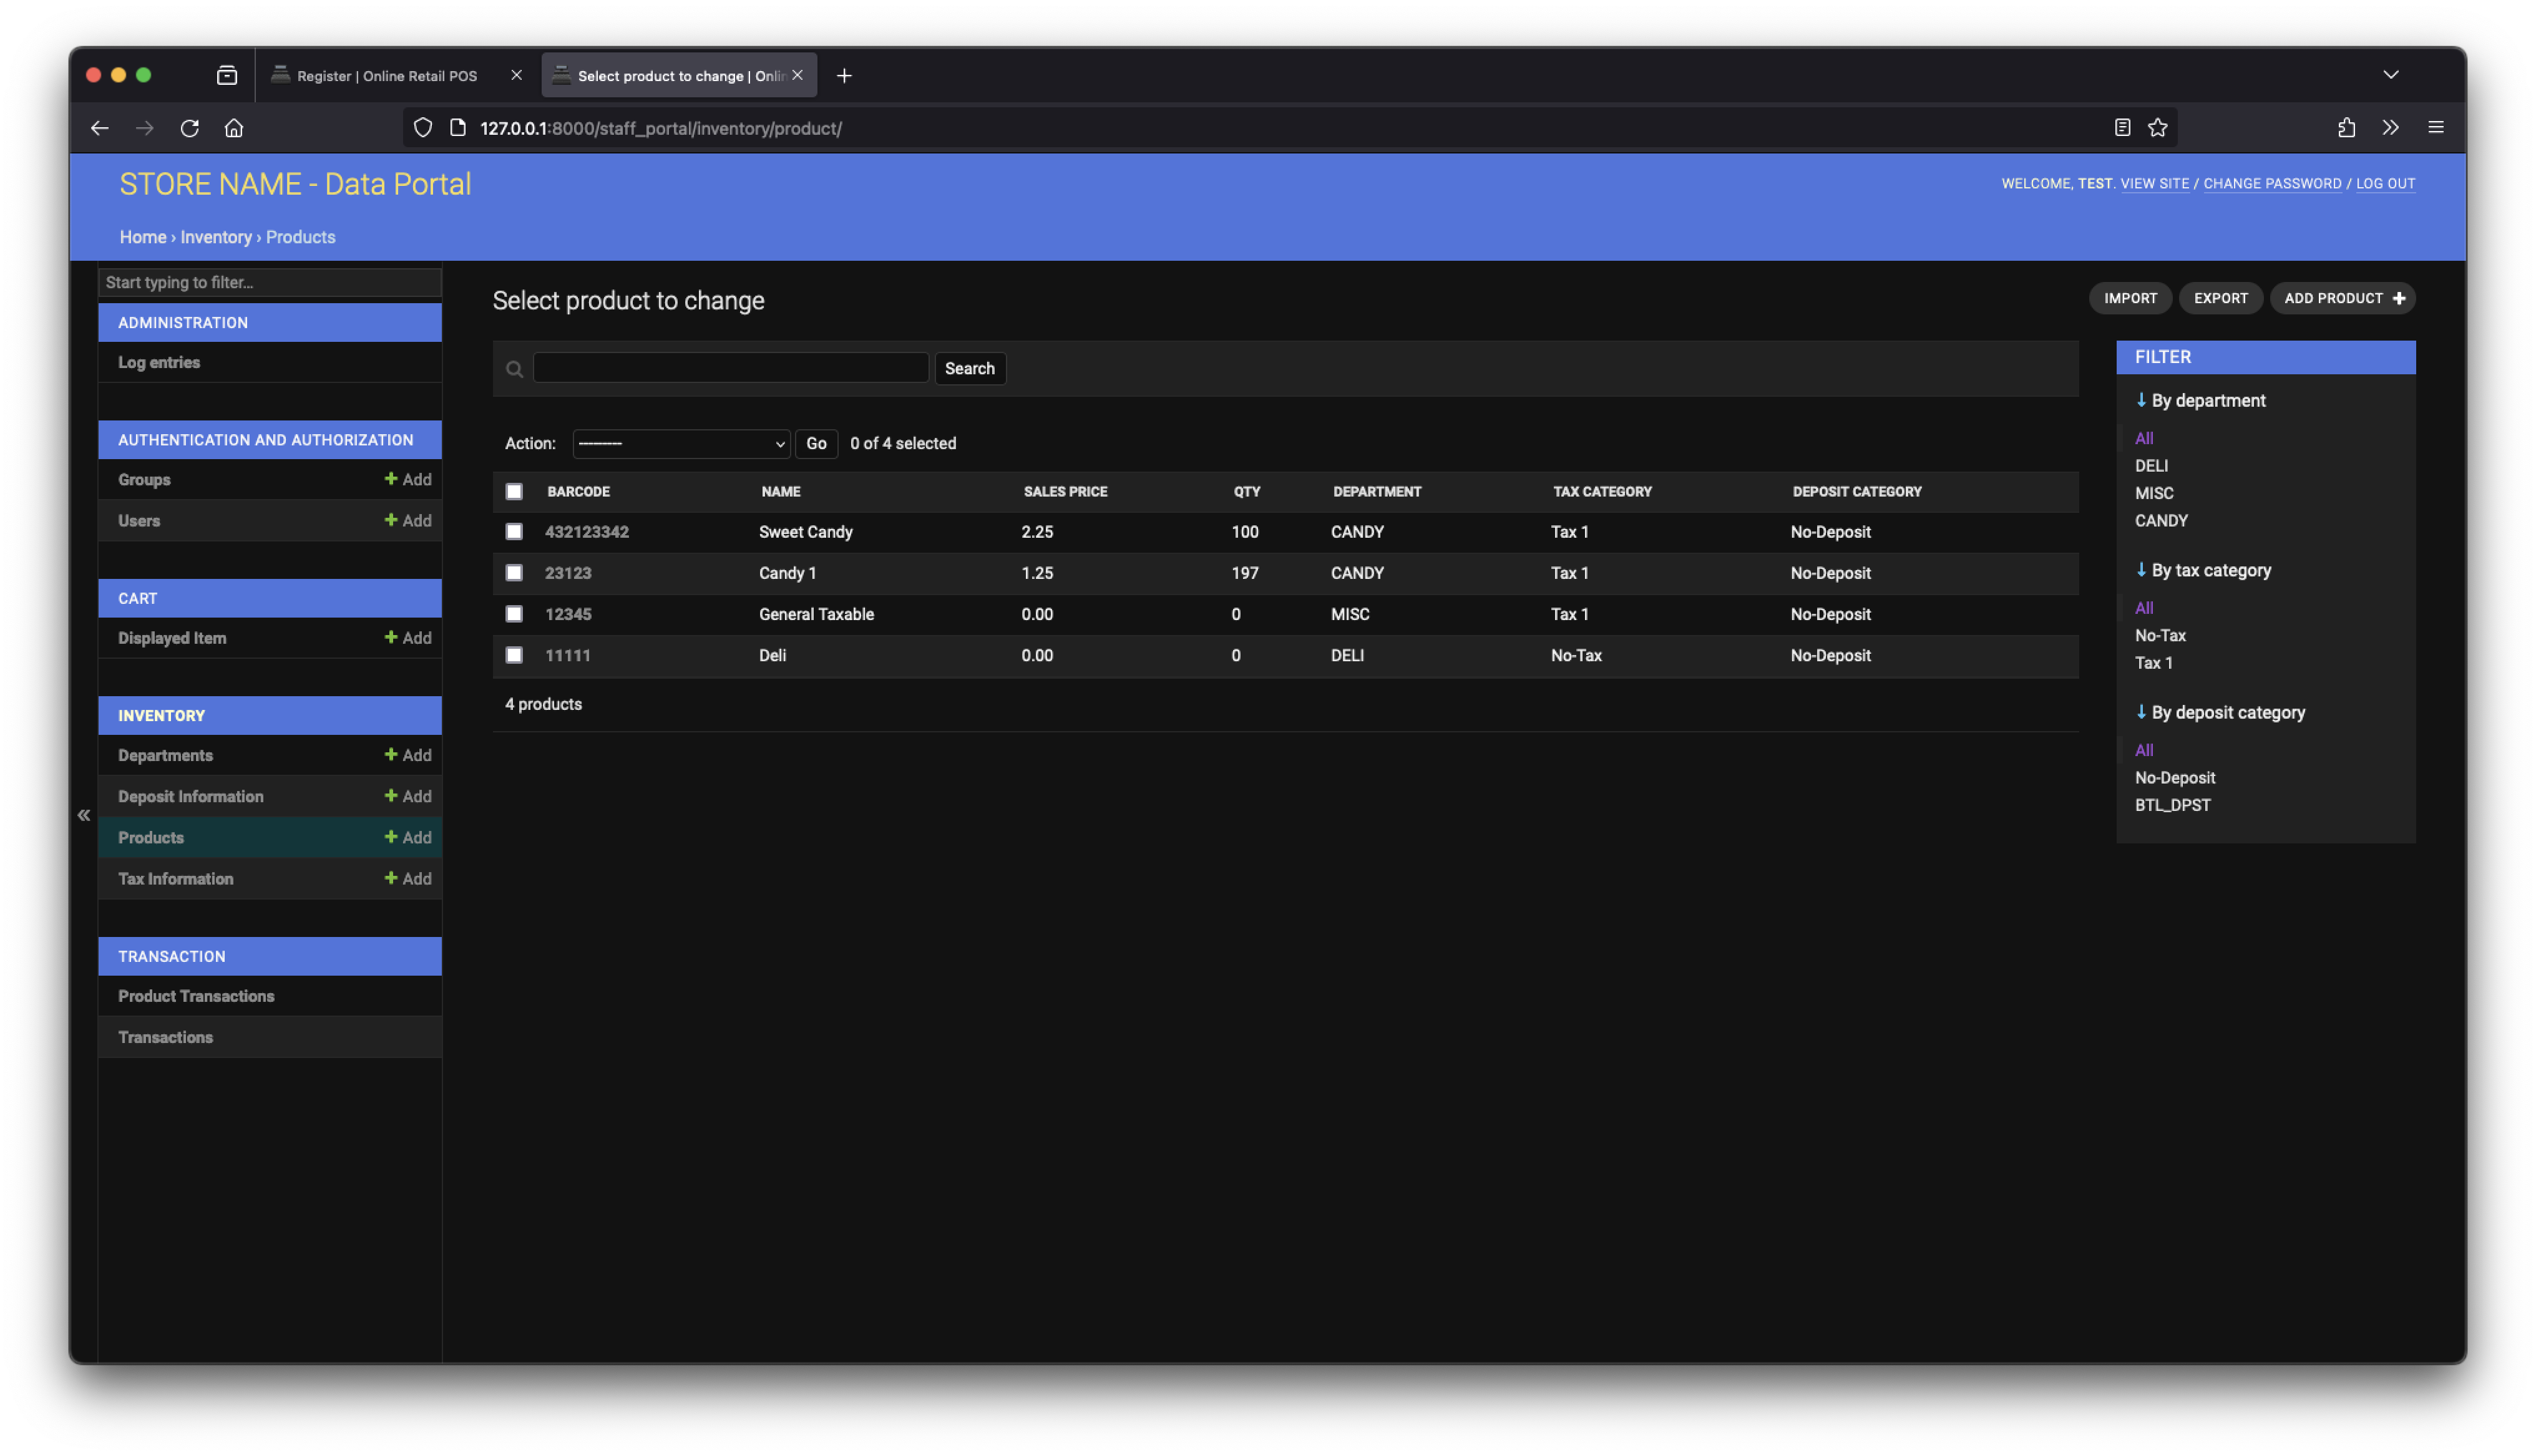 Register | Online Retail POS
Select product to change | Onlin
127.0.0.1:8000/staff_portal/inventory/product/
STORE NAME - Data Portal
WELCOME, TEST. VIEW SITE / CHANGE PASSWORD / LOG OUT
Home › Inventory › Products
Start typing to filter...
ADMINISTRATION
Log entries
AUTHENTICATION AND AUTHORIZATION
Groups + Add
Users + Add
CART
Displayed Item + Add
INVENTORY
Departments + Add
Deposit Information + Add
Products + Add
Tax Information + Add
TRANSACTION
Product Transactions
Transactions
«
Select product to change
IMPORT EXPORT ADD PRODUCT +
Search
Action: --------- Go 0 of 4 selected
BARCODE NAME SALES PRICE QTY DEPARTMENT TAX CATEGORY DEPOSIT CATEGORY
432123342 Sweet Candy 2.25 100 CANDY Tax 1 No-Deposit
23123 Candy 1 1.25 197 CANDY Tax 1 No-Deposit
12345 General Taxable 0.00 0 MISC Tax 1 No-Deposit
11111 Deli 0.00 0 DELI No-Tax No-Deposit
4 products
FILTER
↓ By department
All
DELI
MISC
CANDY
↓ By tax category
All
No-Tax
Tax 1
↓ By deposit category
All
No-Deposit
BTL_DPST